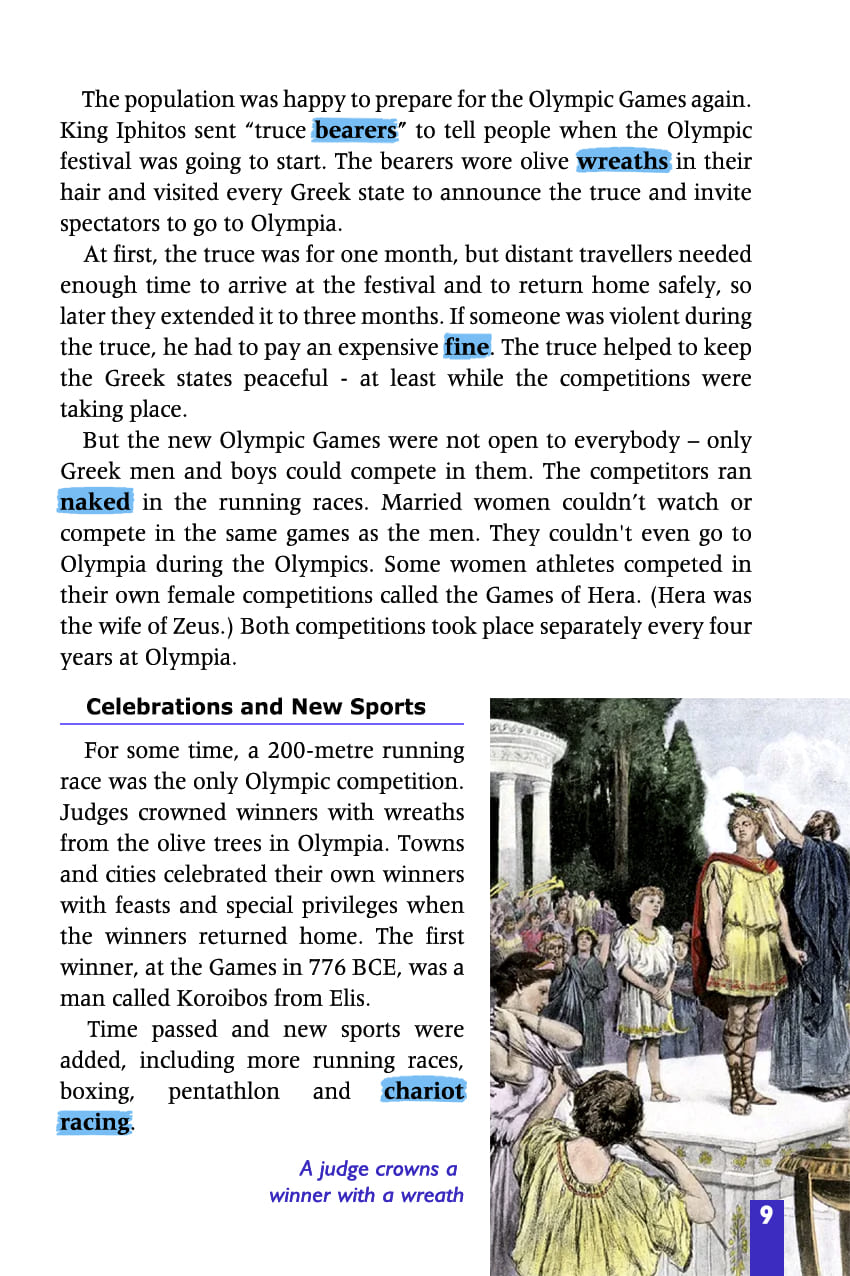 The population was happy to prepare for the Olympic Games again.
King Iphitos sent “truce bearers” to tell people when the Olympic
festival was going to start. The bearers wore olive wreaths in their
hair and visited every Greek state to announce the truce and invite
spectators to go to Olympia.
At first, the truce was for one month, but distant travellers needed
enough time to arrive at the festival and to return home safely, so
later they extended it to three months. If someone was violent during
the truce, he had to pay an expensive fine. The truce helped to keep
the Greek states peaceful - at least while the competitions were
taking place.
But the new Olympic Games were not open to everybody – only
Greek men and boys could compete in them. The competitors ran
naked in the running races. Married women couldn’t watch or
compete in the same games as the men. They couldn't even go to
Olympia during the Olympics. Some women athletes competed in
their own female competitions called the Games of Hera. (Hera was
the wife of Zeus.) Both competitions took place separately every four
years at Olympia.
Celebrations and New Sports
For some time, a 200-metre running
race was the only Olympic competition.
Judges crowned winners with wreaths
from the olive trees in Olympia. Towns
and cities celebrated their own winners
with feasts and special privileges when
the winners returned home. The first
winner, at the Games in 776 BCE, was a
man called Koroibos from Elis.
Time passed and new sports were
added, including more running races,
boxing, pentathlon and chariot
racing.
A judge crowns a
winner with a wreath
9